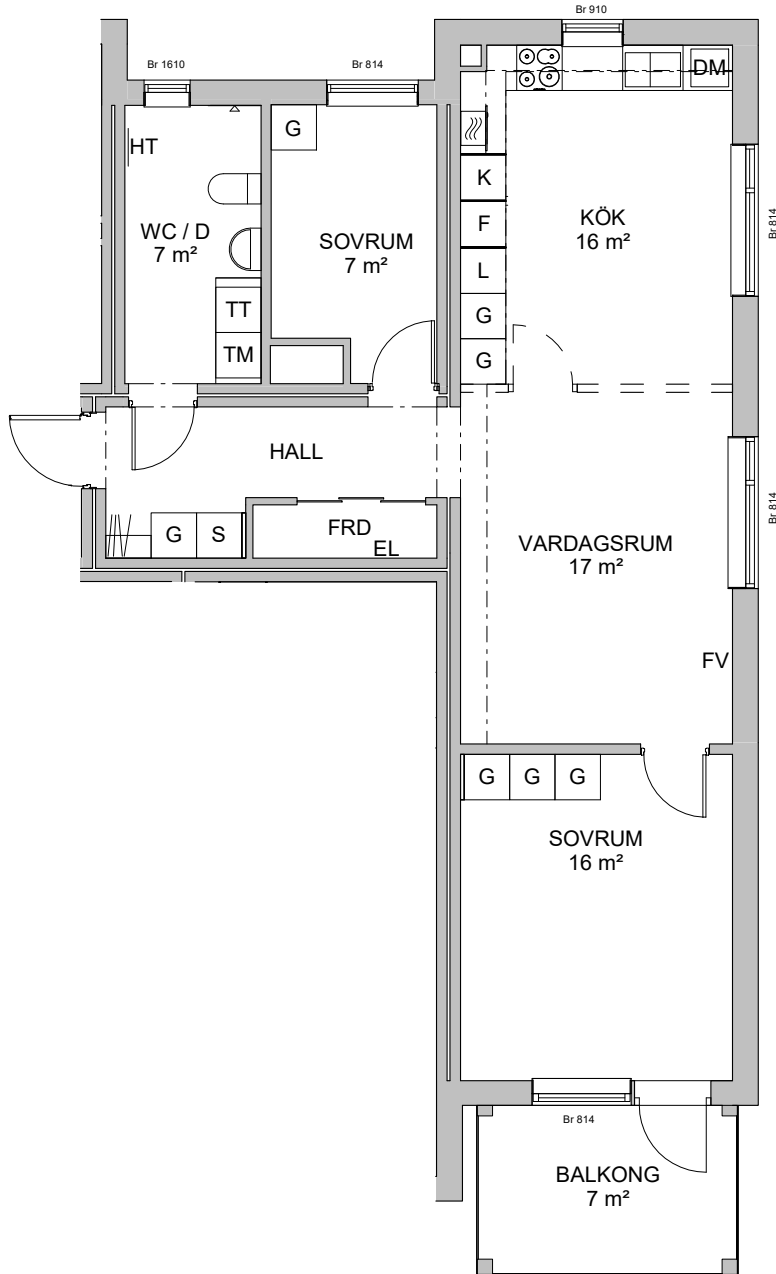 Br 910
Br 1610
Br 814
DM
G
HT
K
KÖK
16 m²
Br 814
F
WC / D
7 m²
SOVRUM
7 m²
L
TT
G
TM
G
HALL
Br 814
G
S
FRD
EL
VARDAGSRUM
17 m²
FV
G
G
G
SOVRUM
16 m²
Br 814
BALKONG
7 m²